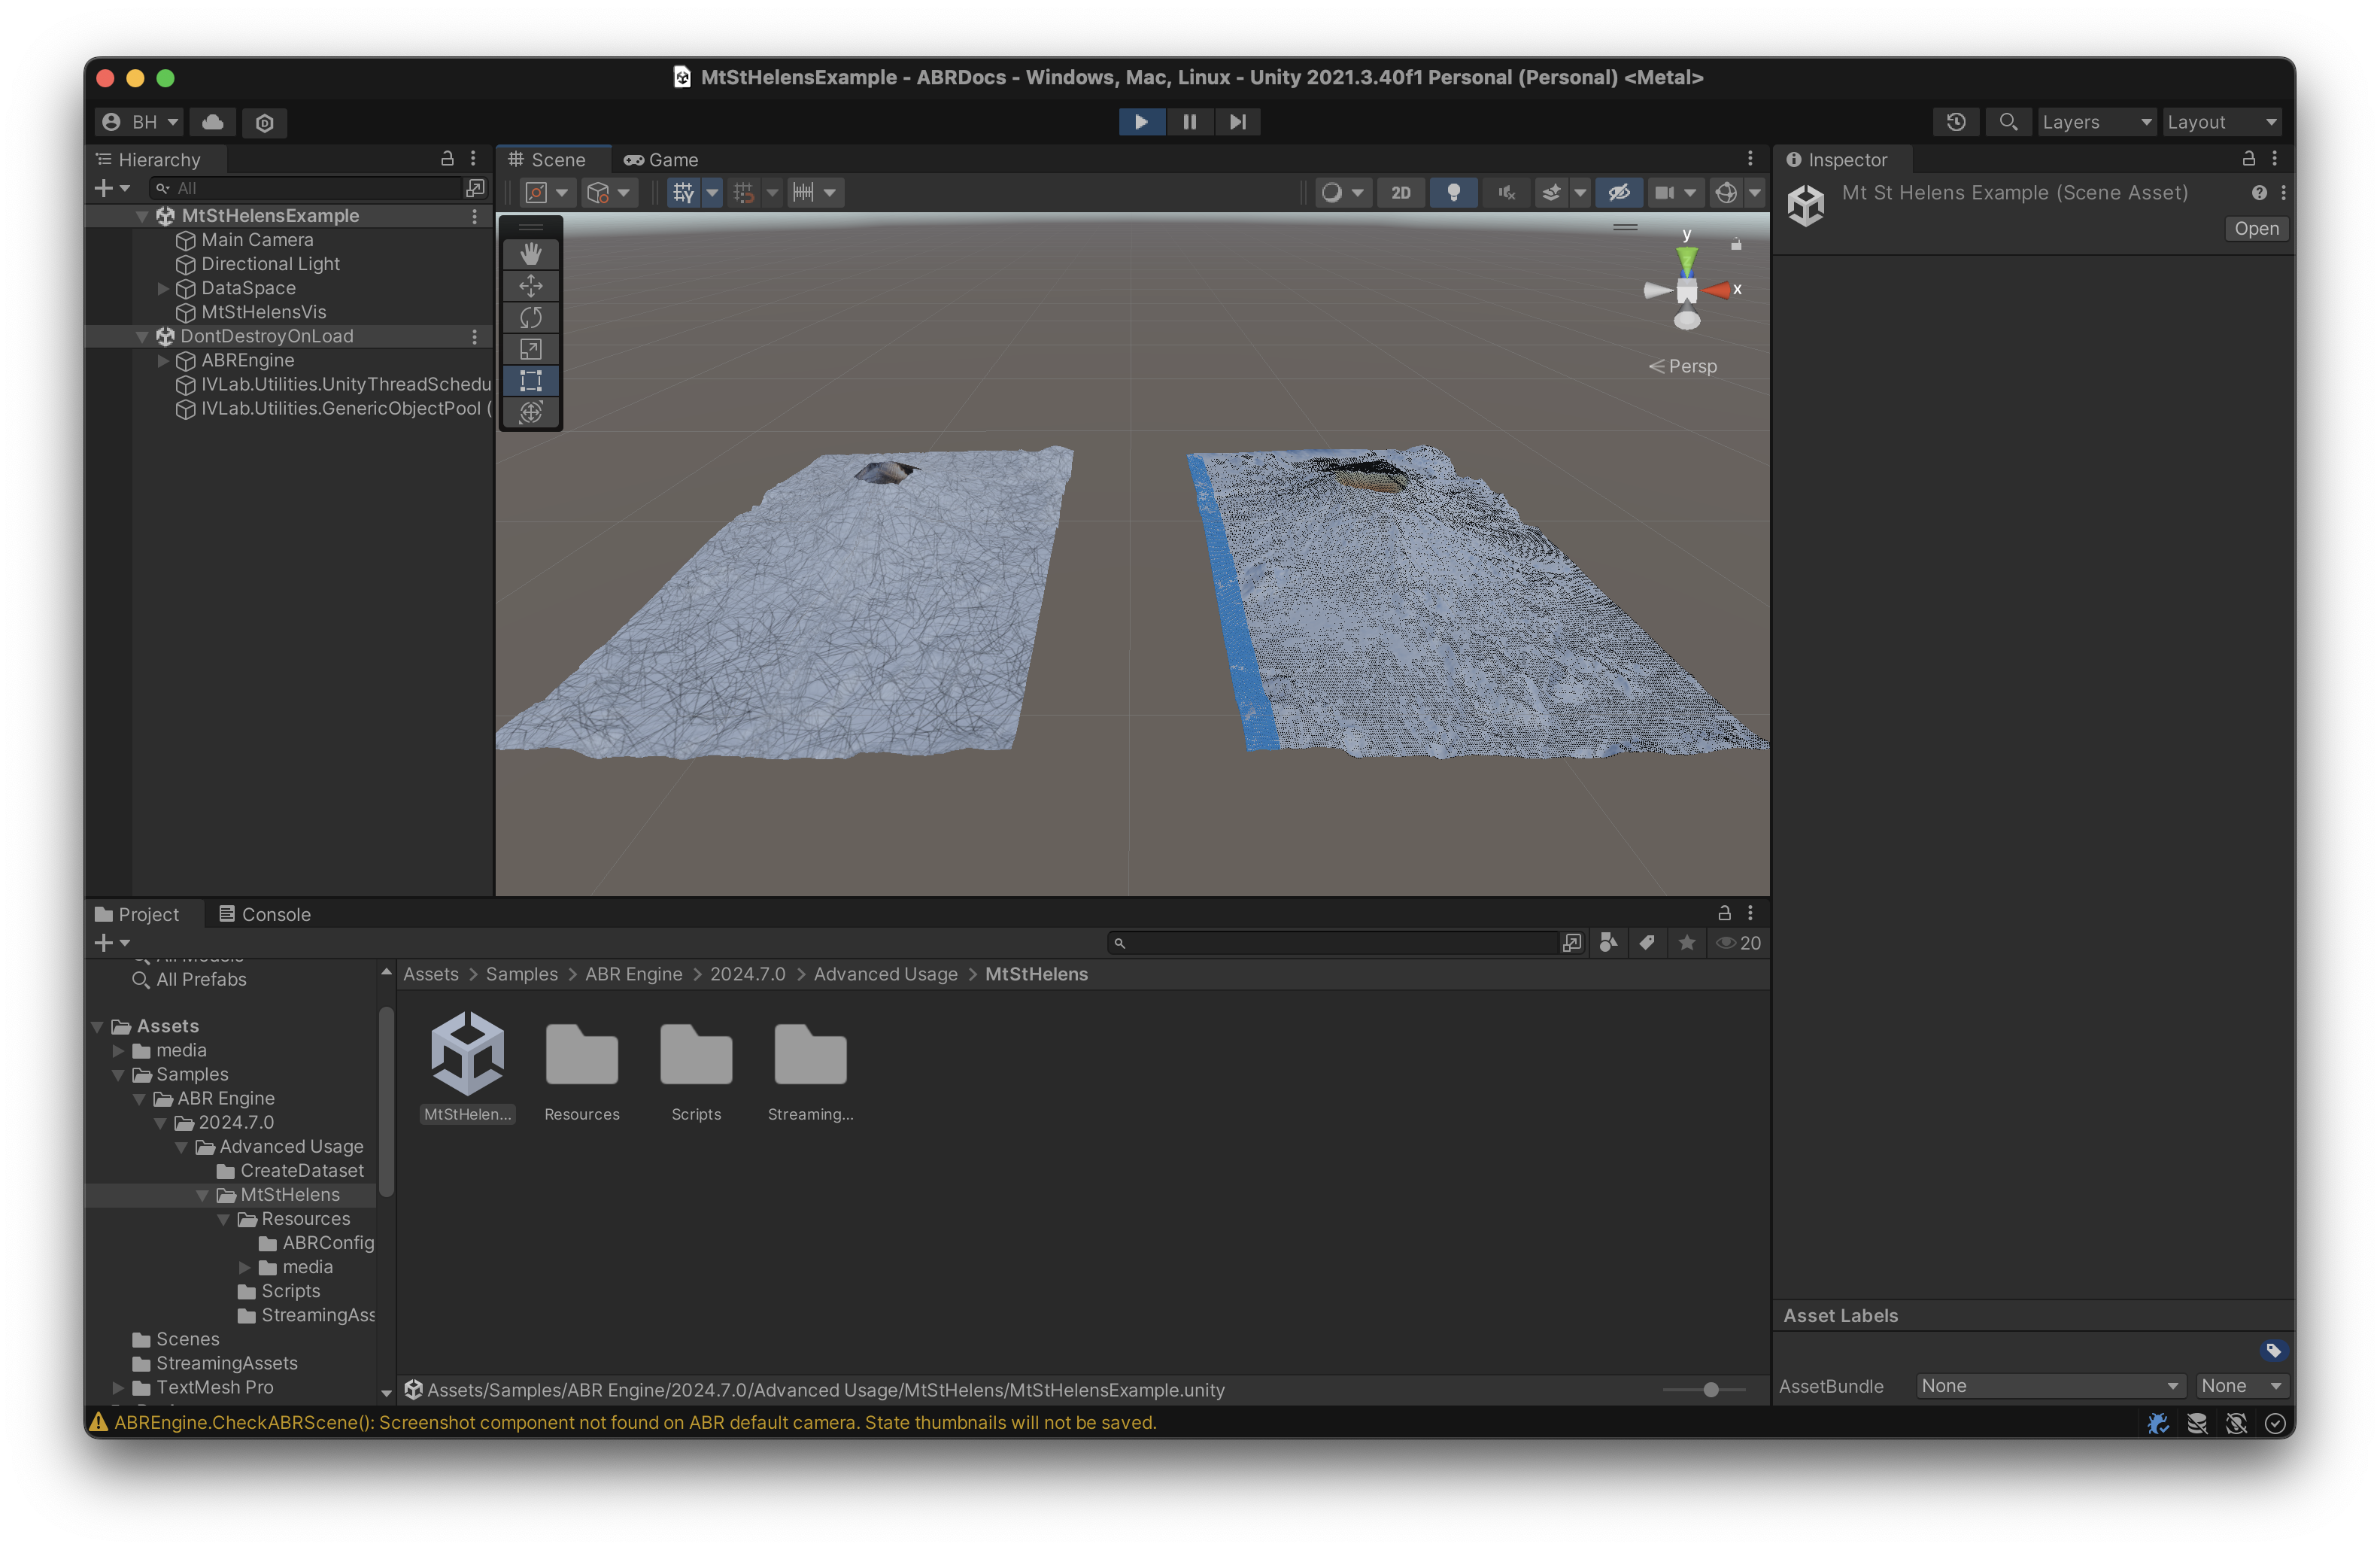 MtStHelensExample - ABRDocs - Windows, Mac, Linux - Unity 2021.3.40f1 Personal (Personal) <Metal>
BH
Layers
Layout
Hierarchy
All
MtStHelensExample
Main Camera
Directional Light
DataSpace
MtStHelensVis
DontDestroyOnLoad
ABREngine
IVLab.Utilities.UnityThreadSchedu
IVLab.Utilities.GenericObjectPool (
Scene
Game
2D
y
z
x
Persp
Inspector
Mt St Helens Example (Scene Asset)
Open
Project
Console
20
All Models
All Prefabs
Assets
media
Samples
ABR Engine
2024.7.0
Advanced Usage
CreateDataset
MtStHelens
Resources
ABRConfig
media
Scripts
StreamingAss
Scenes
StreamingAssets
TextMesh Pro
Assets > Samples > ABR Engine > 2024.7.0 > Advanced Usage > MtStHelens
MtStHelen...
Resources
Scripts
Streaming...
Assets/Samples/ABR Engine/2024.7.0/Advanced Usage/MtStHelens/MtStHelensExample.unity
Asset Labels
AssetBundle
None
None
ABREngine.CheckABRScene(): Screenshot component not found on ABR default camera. State thumbnails will not be saved.